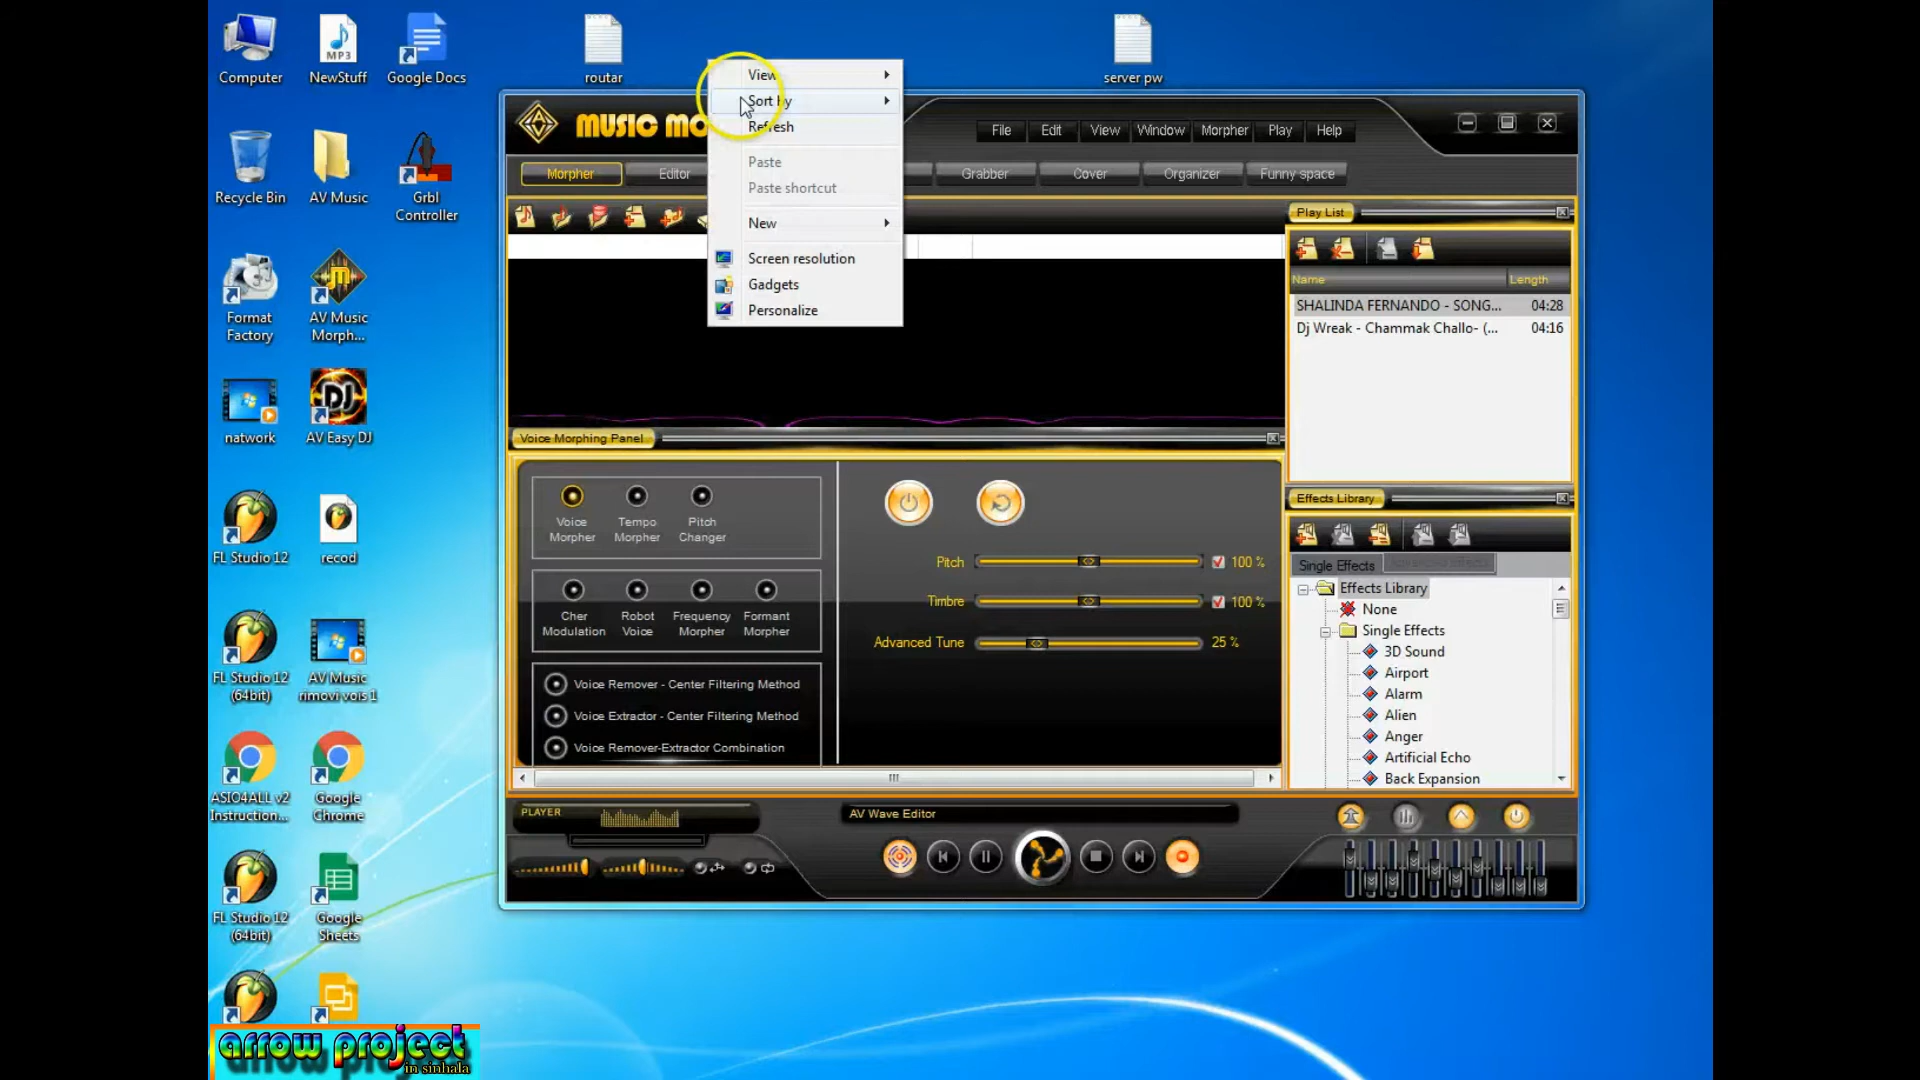 Computer
NewStuff
Google Docs
routar
server pw
Recycle Bin
AV Music
Grbl
Controller
Format
Factory
AV Music
Morph...
natwork
AV Easy DJ
FL Studio 12
recod
FL Studio 12
(64bit)
AV Music
rimovi vois 1
ASIO4ALL v2
Instruction...
Google
Chrome
FL Studio 12
(64bit)
Google
Sheets
arrow project
in sinhala
MUSIC MO
File Edit View Window Morpher Play Help
Morpher Editor Grabber Cover Organizer Funny space
View
Sort by
Refresh
Paste
Paste shortcut
New
Screen resolution
Gadgets
Personalize
Play List
Name Length
SHALINDA FERNANDO - SONG... 04:28
Dj Wreak - Chammak Challo- (... 04:16
Voice Morphing Panel
Voice
Morpher
Tempo
Morpher
Pitch
Changer
Cher
Modulation
Robot
Voice
Frequency
Morpher
Formant
Morpher
Voice Remover - Center Filtering Method
Voice Extractor - Center Filtering Method
Voice Remover-Extractor Combination
Pitch 100 %
Timbre 100 %
Advanced Tune 25 %
Effects Library
Single Effects
Effects Library
None
Single Effects
3D Sound
Airport
Alarm
Alien
Anger
Artificial Echo
Back Expansion
PLAYER
AV Wave Editor